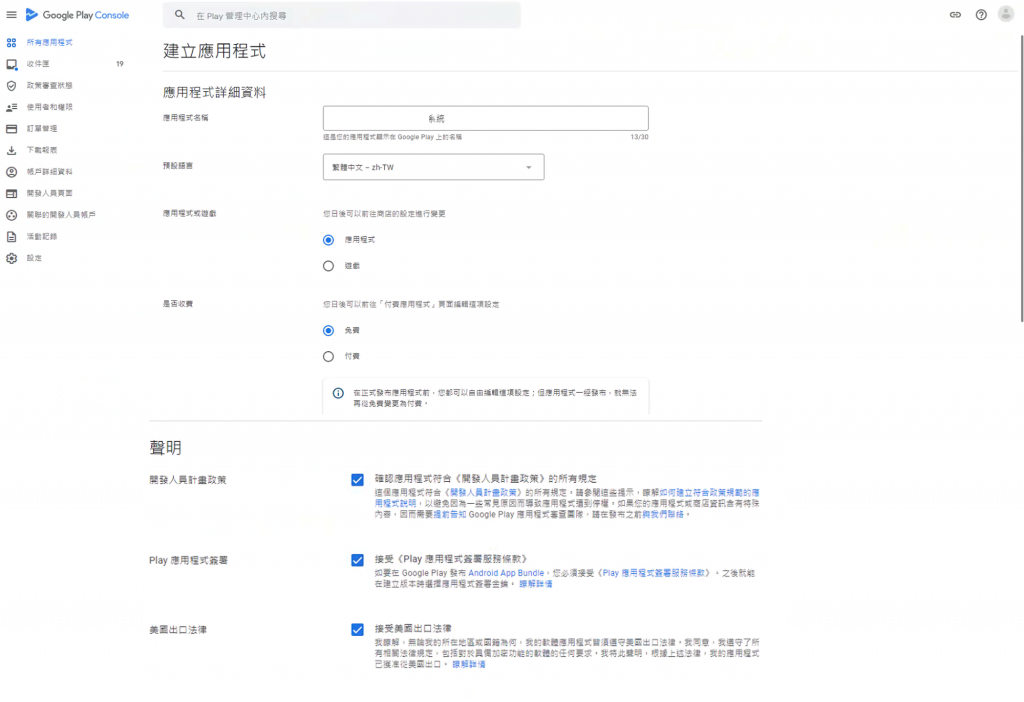 Google Play Console
在 Play 管理中心內搜尋
所有應用程式
收件匣 19
政策審查狀態
使用者和權限
訂單管理
下載報表
帳戶詳細資料
開發人員頁面
關聯的開發人員帳戶
活動記錄
設定
建立應用程式
應用程式詳細資料
應用程式名稱
系統
這是您的應用程式顯示在 Google Play 上的名稱 13/30
預設語言
繁體中文 – zh-TW
應用程式或遊戲
您日後可以前往商店的設定進行變更
應用程式
遊戲
是否收費
您日後可以前往「付費應用程式」頁面編輯這項設定
免費
付費
在正式發布應用程式前，您都可以自由編輯這項設定；但應用程式一經發布，就無法
再從免費變更為付費。
聲明
開發人員計畫政策
確認應用程式符合《開發人員計畫政策》的所有規定
這個應用程式符合《開發人員計畫政策》的所有規定。請參閱這些提示，瞭解如何建立符合政策規範的應
用程式說明，以避免因為一些常見原因而導致應用程式遭到停權。如果您的應用程式或商店資訊含有特殊
內容，因而需要提前告知 Google Play 應用程式審查團隊，請在發布之前與我們聯絡。
Play 應用程式簽署
接受《Play 應用程式簽署服務條款》
如要在 Google Play 發布 Android App Bundle，您必須接受《Play 應用程式簽署服務條款》，之後就能
在建立版本時選擇應用程式簽署金鑰。 瞭解詳情
美國出口法律
接受美國出口法律
我瞭解，無論我的所在地區或國籍為何，我的軟體應用程式皆須遵守美國出口法律。我同意，我遵守了所
有相關法律規定，包括對於具備加密功能的軟體的任何要求。我特此聲明，根據上述法律，我的應用程式
已獲准從美國出口。 瞭解詳情